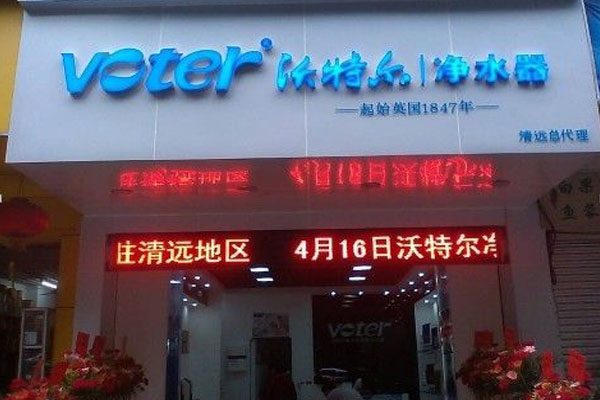 voter 沃特尔|净水器
起始英国1847年
清远总代理
驻清远地区 4月16日沃特尔净
voter